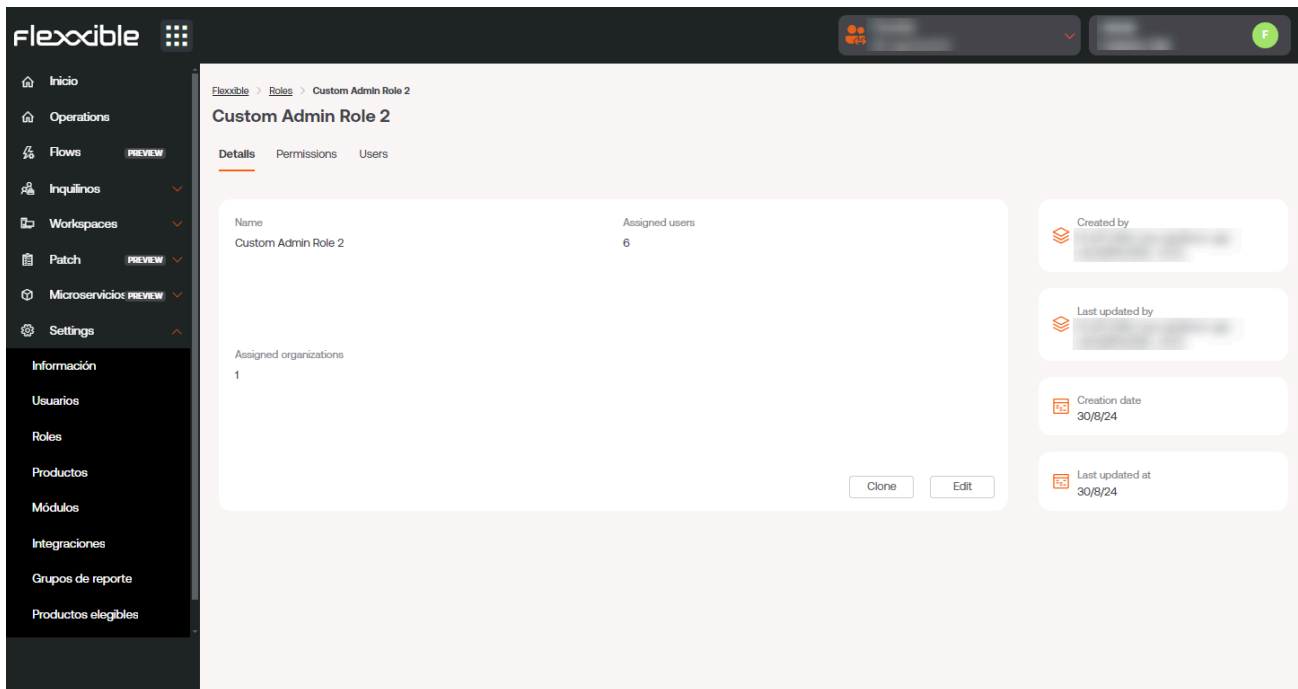 Flexxible
F
Inicio
Operations
Flows PREVIEW
Inquilinos
Workspaces
Patch PREVIEW
Microservicios PREVIEW
Settings
Información
Usuarios
Roles
Productos
Módulos
Integraciones
Grupos de reporte
Productos elegibles
Flexxible > Roles > Custom Admin Role 2
Custom Admin Role 2
Details Permissions Users
Name
Custom Admin Role 2
Assigned users
6
Assigned organizations
1
Clone Edit
Created by
Last updated by
Creation date
30/8/24
Last updated at
30/8/24